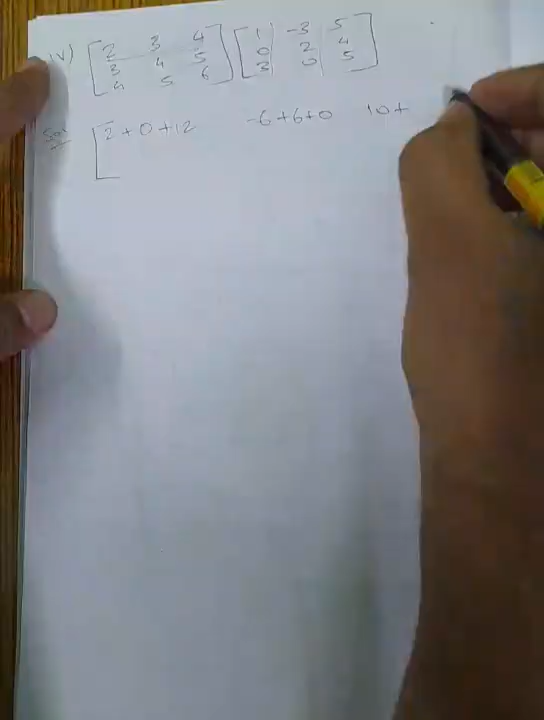 iv) [2 3 4] [1 -3 5]
[3 4 5] [0 2 4]
[4 5 6] [3 0 5]
Sol [2+0+12 -6+6+0 10+